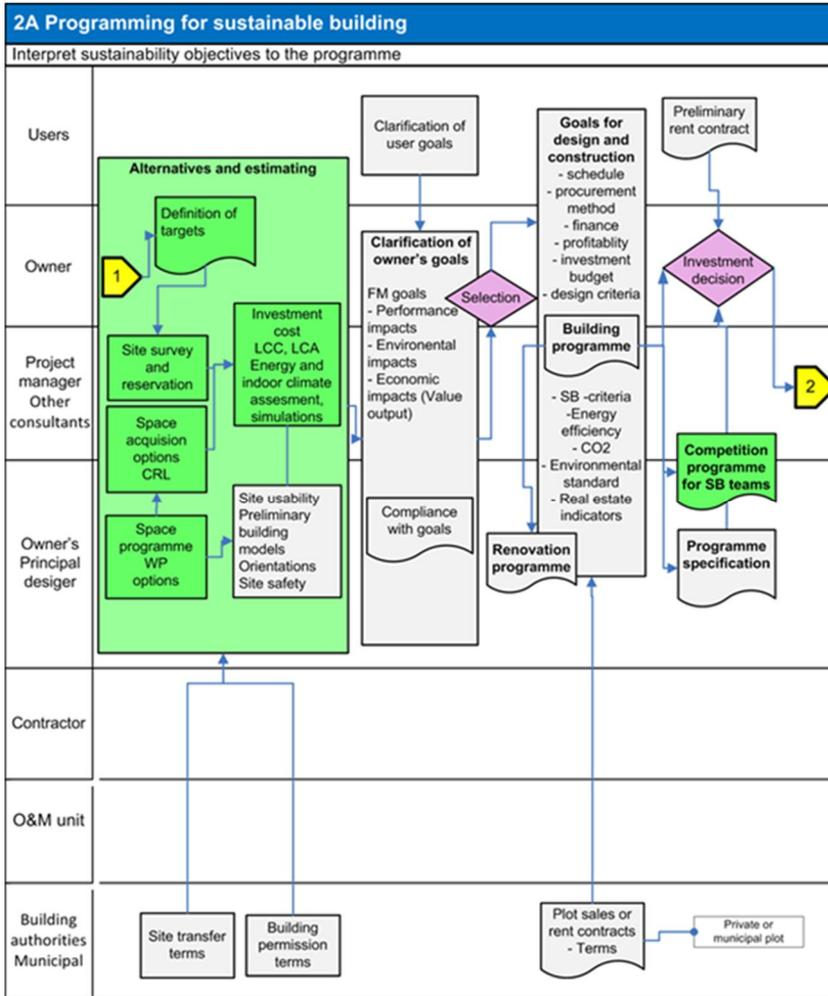 2A Programming for sustainable building
Interpret sustainability objectives to the programme
Users
Owner
Project
manager
Other
consultants
Owner's
Principal
desiger
Contractor
O&M unit
Building
authorities
Municipal
Alternatives and estimating
1
Definition of
targets
Site survey
and
reservation
Space
acquision
options
CRL
Space
programme
WP
options
Investment
cost
LCC, LCA
Energy and
indoor climate
assesment,
simulations
Site usability
Preliminary
building
models
Orientations
Site safety
Clarification of
user goals
Clarification of
owner's goals
FM goals
- Performance
impacts
- Environental
impacts
- Economic
impacts (Value
output)
Compliance
with goals
Selection
Goals for
design and
construction
- schedule
- procurement
method
- finance
- profitablity
- investment
budget
- design criteria
Building
programme
- SB -criteria
-Energy
efficiency
- CO2
- Environmental
standard
- Real estate
indicators
Renovation
programme
Preliminary
rent contract
Investment
decision
2
Competition
programme
for SB teams
Programme
specification
Site transfer
terms
Building
permission
terms
Plot sales or
rent contracts
- Terms
Private or
municipal plot